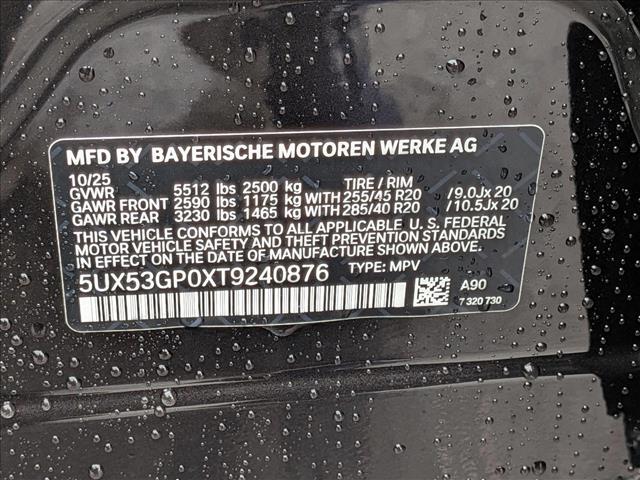 MFD BY BAYERISCHE MOTOREN WERKE AG
10/25
GVWR 5512 lbs 2500 kg TIRE / RIM
GAWR FRONT 2590 lbs 1175 kg WITH 255/45 R20 /9.0Jx 20
GAWR REAR 3230 lbs 1465 kg WITH 285/40 R20 /10.5Jx 20
THIS VEHICLE CONFORMS TO ALL APPLICABLE U. S. FEDERAL
MOTOR VEHICLE SAFETY AND THEFT PREVENTION STANDARDS
IN EFFECT ON THE DATE OF MANUFACTURE SHOWN ABOVE.
5UX53GP0XT9240876 TYPE: MPV
A90
7 320 730